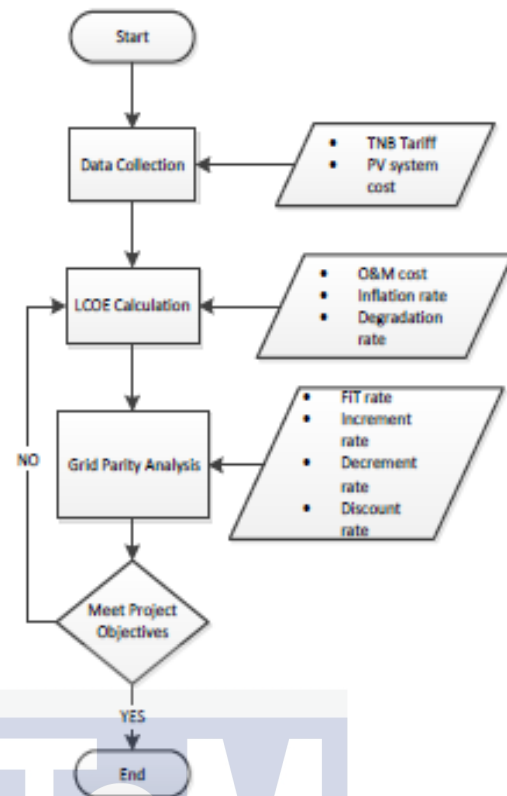 Start
Data Collection
• TNB Tariff
• PV system
cost
LCOE Calculation
• O&M cost
• Inflation rate
• Degradation
rate
Grid Parity Analysis
• FiT rate
• Increment
rate
• Decrement
rate
• Discount
rate
NO
Meet Project
Objectives
YES
End